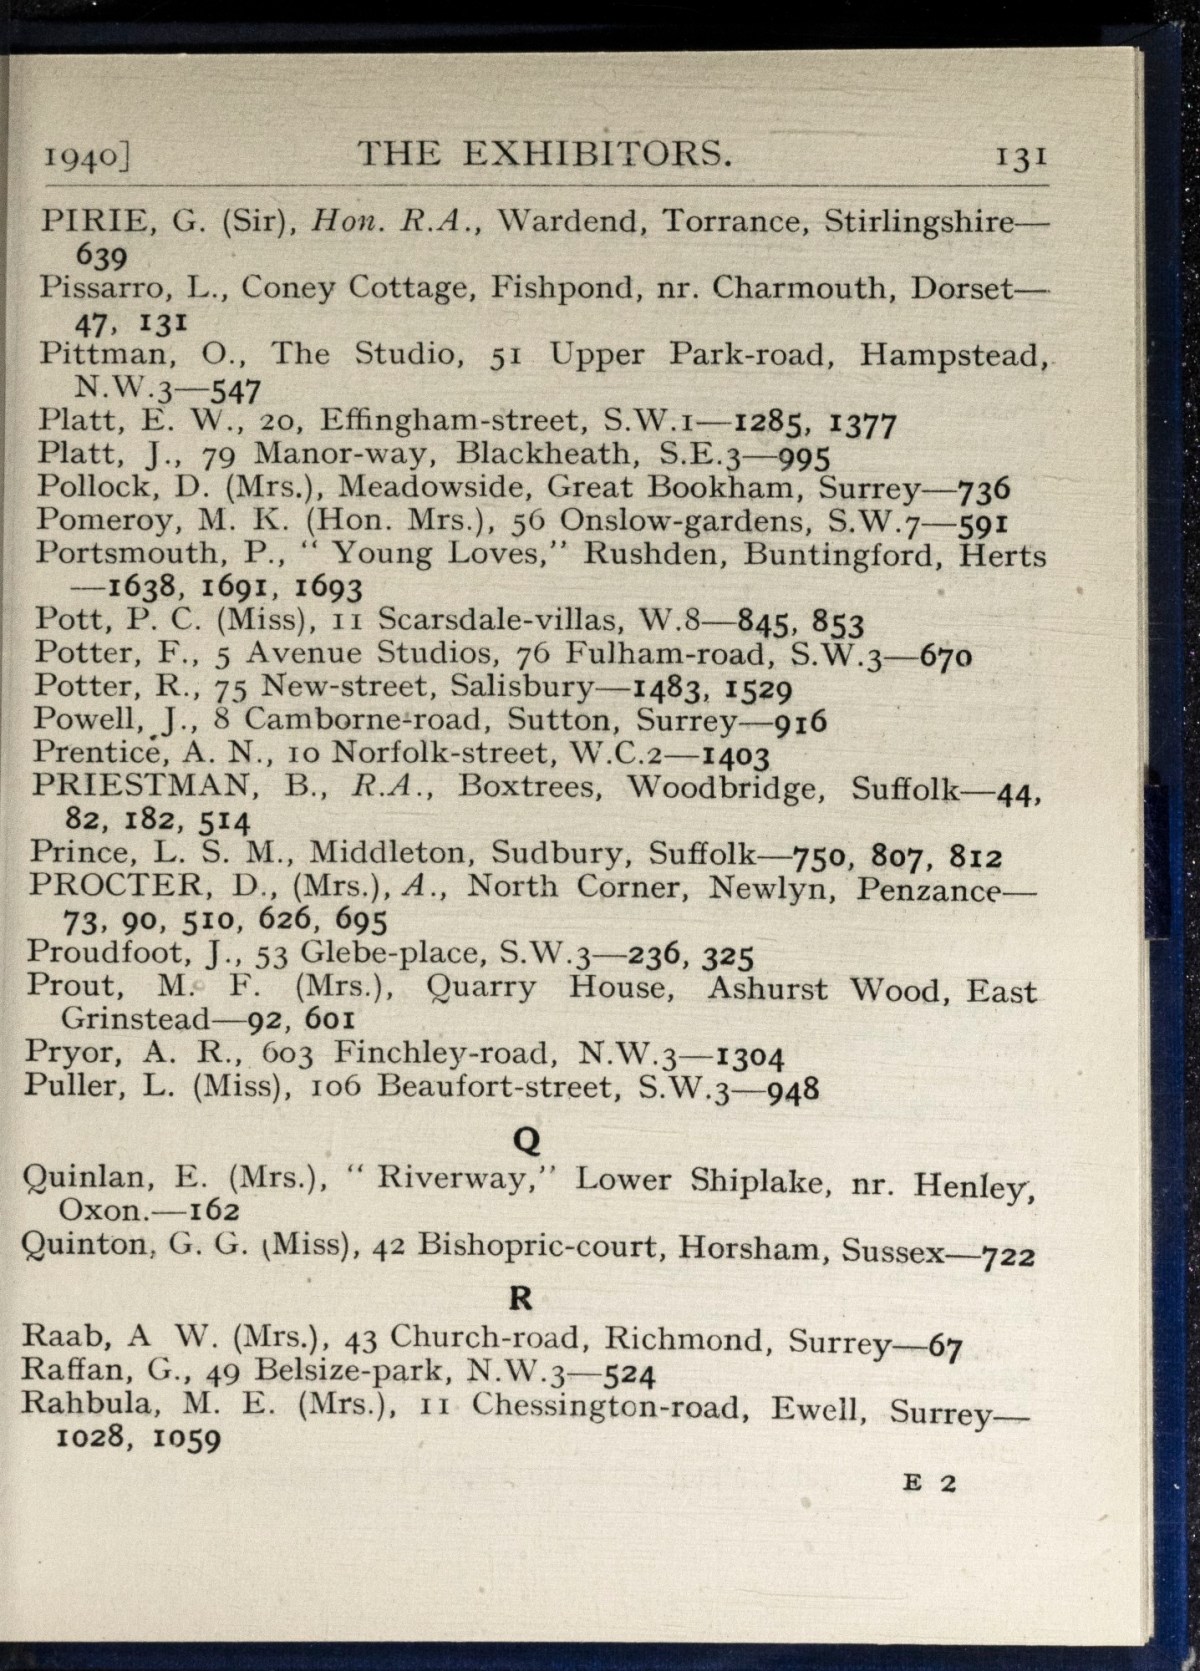 1940] THE EXHIBITORS. 131
PIRIE, G. (Sir), Hon. R.A., Wardend, Torrance, Stirlingshire—
639
Pissarro, L., Coney Cottage, Fishpond, nr. Charmouth, Dorset—
47, 131
Pittman, O., The Studio, 51 Upper Park-road, Hampstead,
N.W.3—547
Platt, E. W., 20, Effingham-street, S.W.1—1285, 1377
Platt, J., 79 Manor-way, Blackheath, S.E.3—995
Pollock, D. (Mrs.), Meadowside, Great Bookham, Surrey—736
Pomeroy, M. K. (Hon. Mrs.), 56 Onslow-gardens, S.W.7—591
Portsmouth, P., “ Young Loves,” Rushden, Buntingford, Herts
—1638, 1691, 1693
Pott, P. C. (Miss), 11 Scarsdale-villas, W.8—845, 853
Potter, F., 5 Avenue Studios, 76 Fulham-road, S.W.3—670
Potter, R., 75 New-street, Salisbury—1483, 1529
Powell, J., 8 Camborne-road, Sutton, Surrey—916
Prentice, A. N., 10 Norfolk-street, W.C.2—1403
PRIESTMAN, B., R.A., Boxtrees, Woodbridge, Suffolk—44,
82, 182, 514
Prince, L. S. M., Middleton, Sudbury, Suffolk—750, 807, 812
PROCTER, D., (Mrs.), A., North Corner, Newlyn, Penzance—
73, 90, 510, 626, 695
Proudfoot, J., 53 Glebe-place, S.W.3—236, 325
Prout, M. F. (Mrs.), Quarry House, Ashurst Wood, East
Grinstead—92, 601
Pryor, A. R., 603 Finchley-road, N.W.3—1304
Puller, L. (Miss), 106 Beaufort-street, S.W.3—948
Q
Quinlan, E. (Mrs.), “ Riverway,” Lower Shiplake, nr. Henley,
Oxon.—162
Quinton, G. G. (Miss), 42 Bishopric-court, Horsham, Sussex—722
R
Raab, A W. (Mrs.), 43 Church-road, Richmond, Surrey—67
Raffan, G., 49 Belsize-park, N.W.3—524
Rahbula, M. E. (Mrs.), 11 Chessington-road, Ewell, Surrey—
1028, 1059
E 2